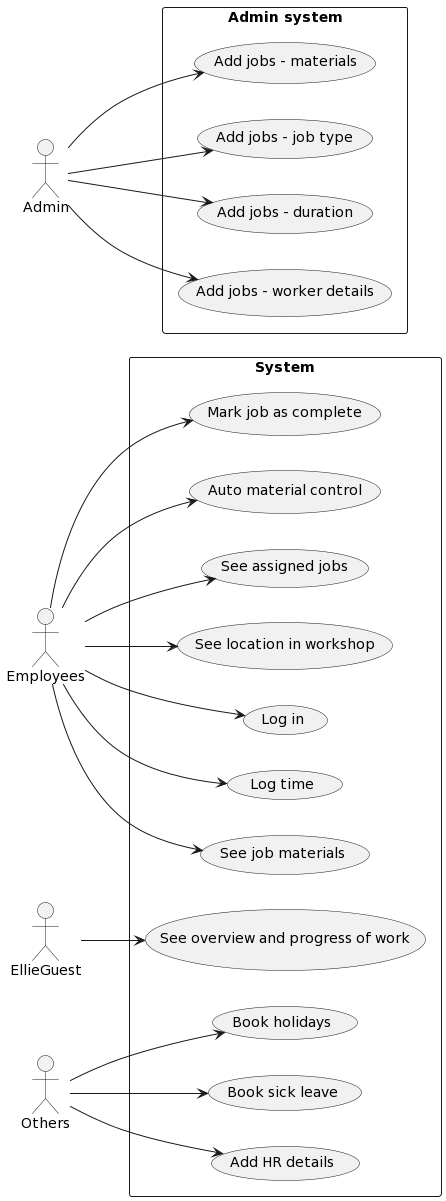 Admin system
Add jobs - materials
Add jobs - job type
Admin
Add jobs - duration
Add jobs - worker details
System
Mark job as complete
Auto material control
See assigned jobs
See location in workshop
Employees
Log in
Log time
See job materials
See overview and progress of work
EllieGuest
Book holidays
Book sick leave
Others
Add HR details